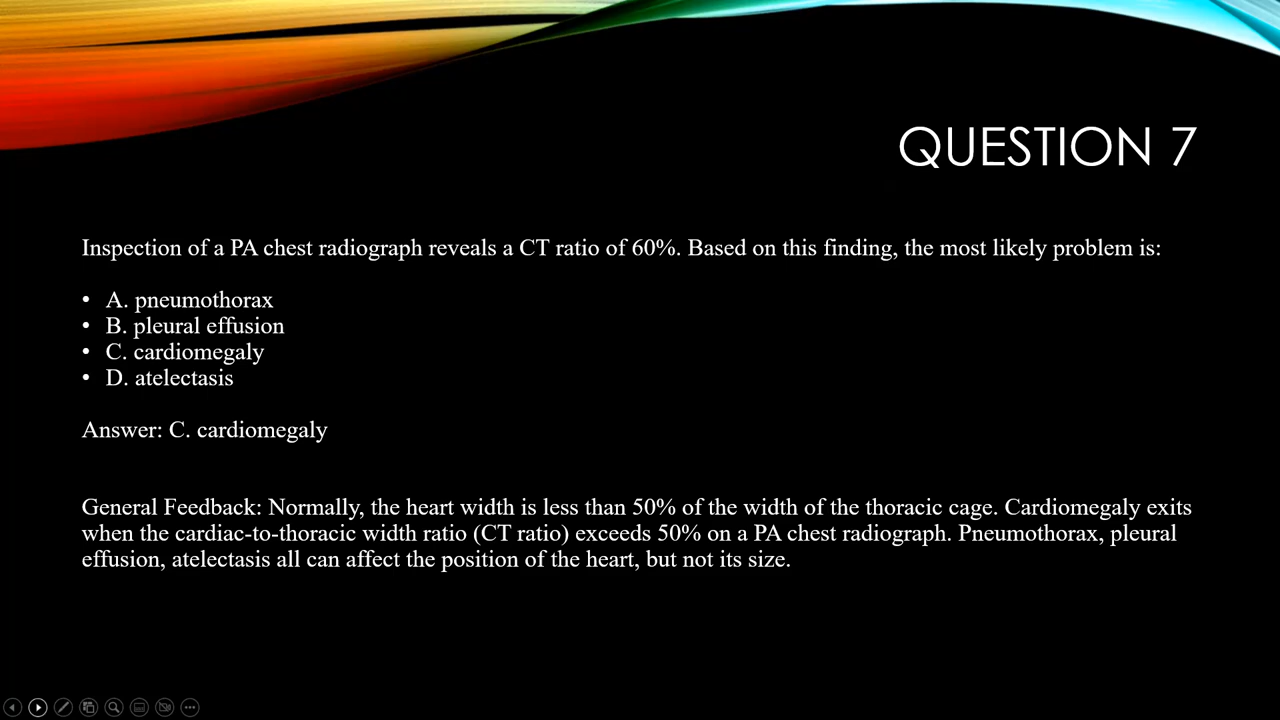 QUESTION 7
Inspection of a PA chest radiograph reveals a CT ratio of 60%. Based on this finding, the most likely problem is:
• A. pneumothorax
• B. pleural effusion
• C. cardiomegaly
• D. atelectasis
Answer: C. cardiomegaly
General Feedback: Normally, the heart width is less than 50% of the width of the thoracic cage. Cardiomegaly exits
when the cardiac-to-thoracic width ratio (CT ratio) exceeds 50% on a PA chest radiograph. Pneumothorax, pleural
effusion, atelectasis all can affect the position of the heart, but not its size.